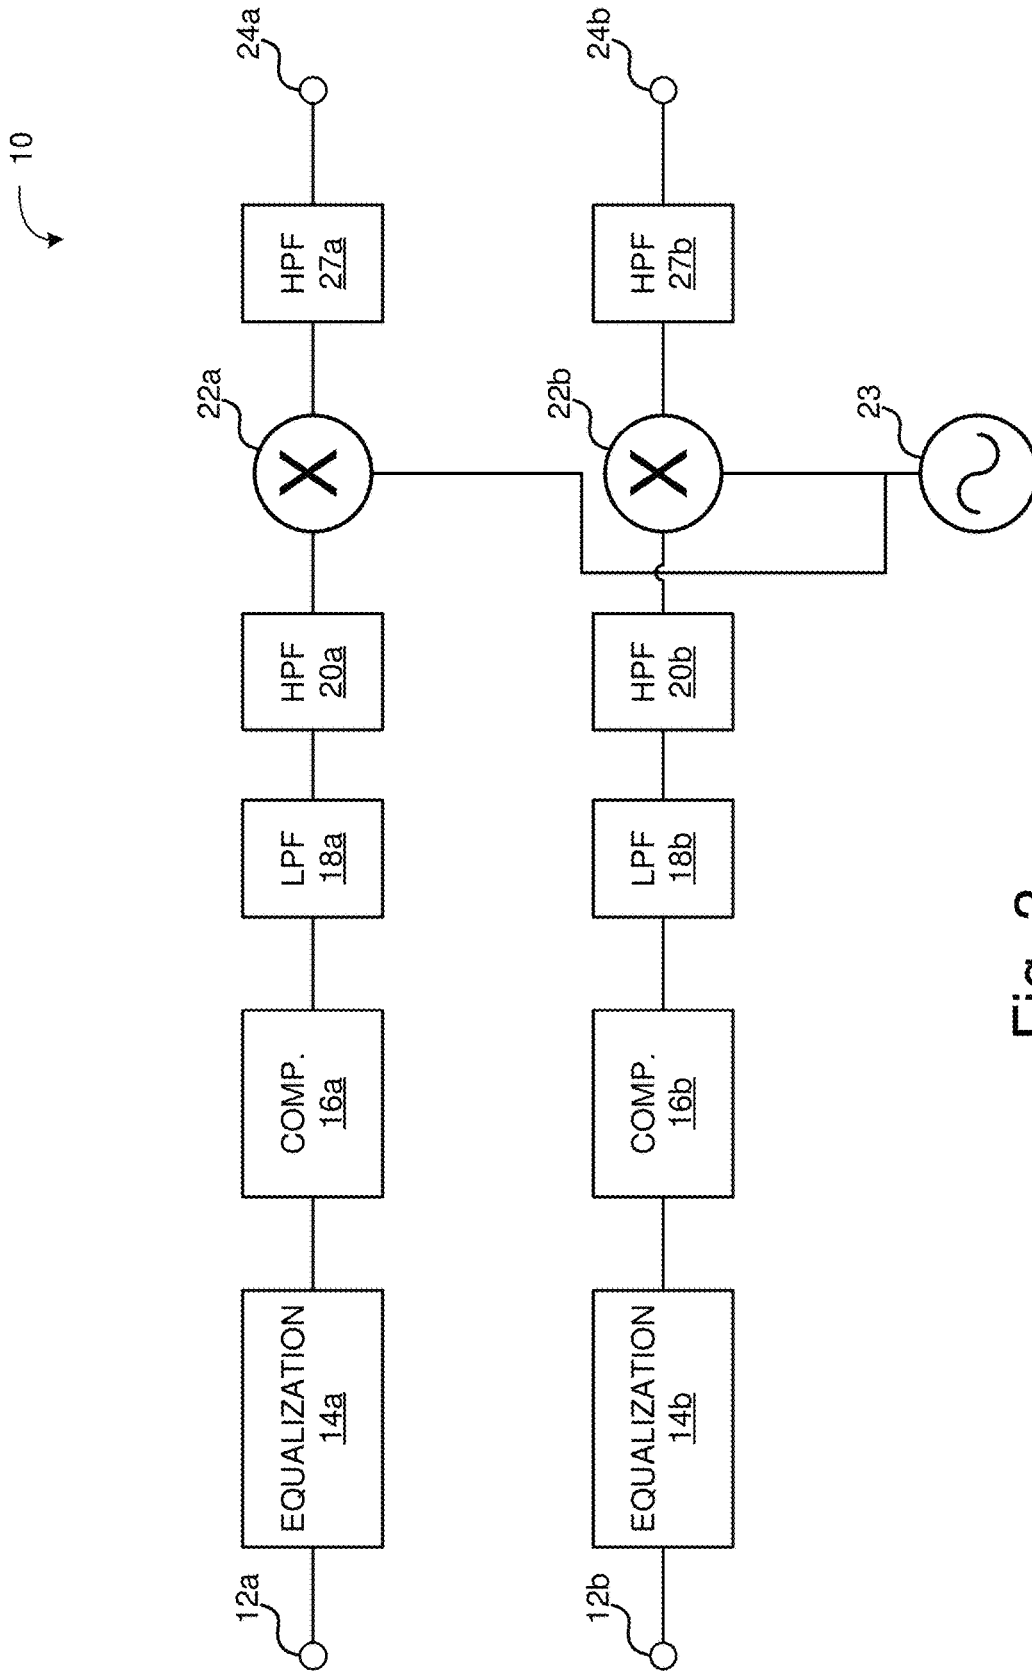 10
12a
EQUALIZATION
14a
COMP.
16a
LPF
18a
HPF
20a
22a
HPF
27a
24a
12b
EQUALIZATION
14b
COMP.
16b
LPF
18b
HPF
20b
22b
HPF
27b
24b
23
Fig.